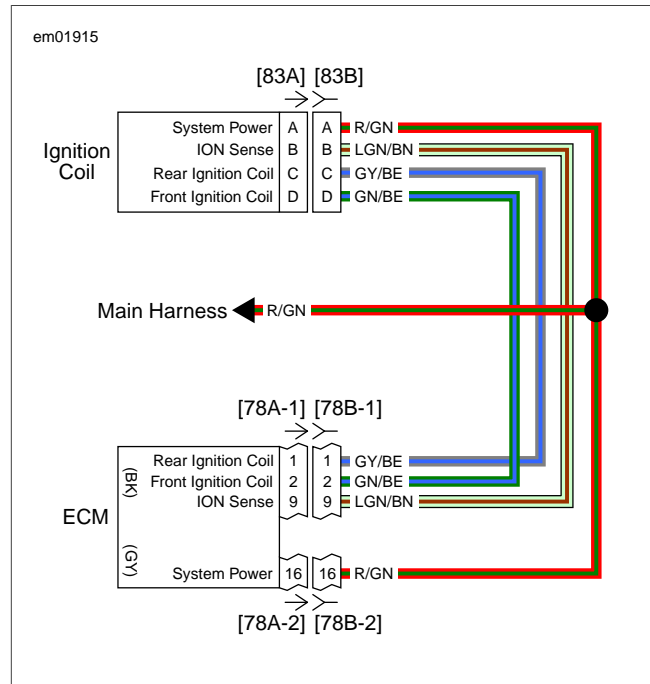 em01915
[83A] [83B]
System Power A A R/GN
Ignition Coil
ION Sense B B LGN/BN
Rear Ignition Coil C C GY/BE
Front Ignition Coil D D GN/BE
Main Harness R/GN
[78A-1] [78B-1]
Rear Ignition Coil 1 1 GY/BE
(BK)
Front Ignition Coil 2 2 GN/BE
ION Sense 9 9 LGN/BN
ECM
(GY)
System Power 16 16 R/GN
[78A-2] [78B-2]